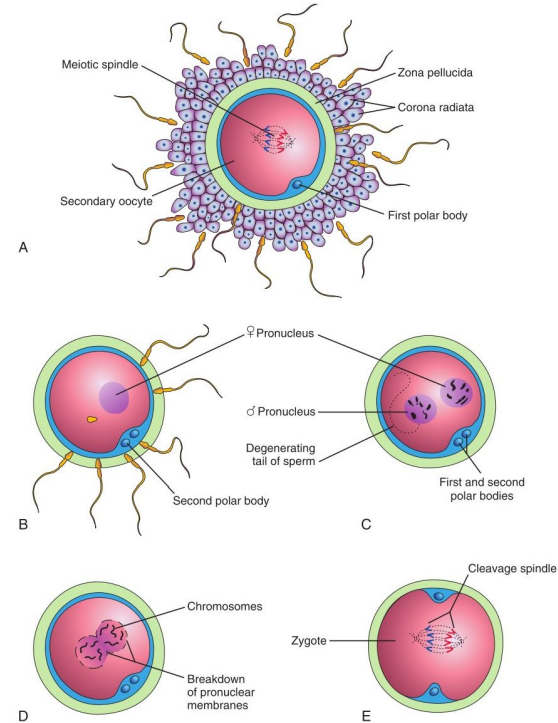 Meiotic spindle
Zona pellucida
Corona radiata
Secondary oocyte
First polar body
A
♀ Pronucleus
♂ Pronucleus
Degenerating
tail of sperm
Second polar body
First and second
polar bodies
B
C
Cleavage spindle
Chromosomes
Zygote
Breakdown
of pronuclear
membranes
D
E